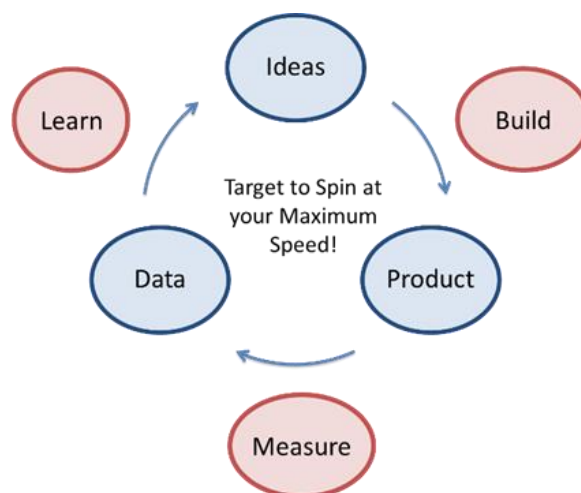 Ideas
Learn
Build
Target to Spin at
your Maximum
Speed!
Data
Product
Measure